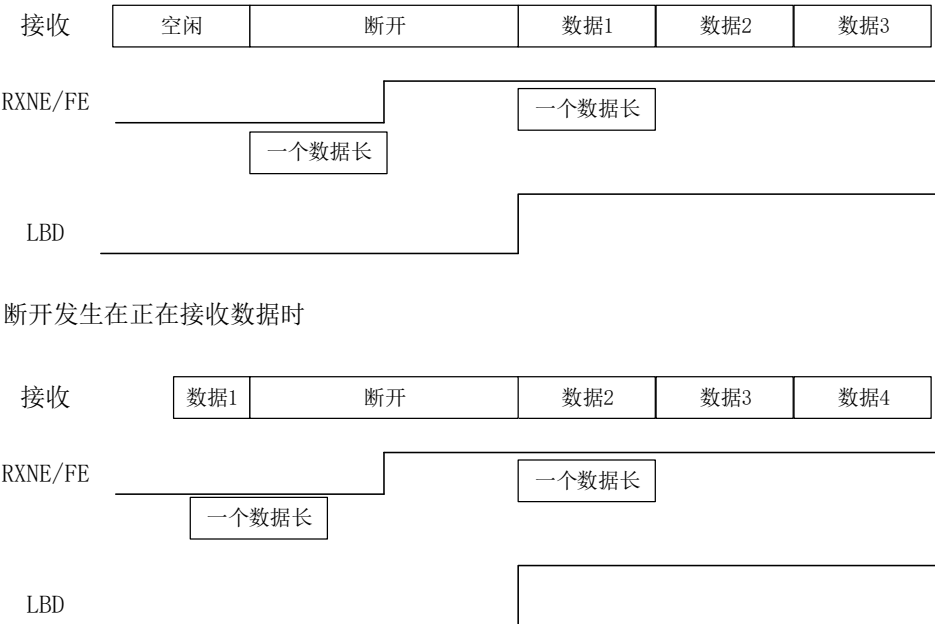 接收 空闲 断开 数据1 数据2 数据3
RXNE/FE
一个数据长
一个数据长
LBD
断开发生在正在接收数据时
接收 数据1 断开 数据2 数据3 数据4
RXNE/FE
一个数据长
一个数据长
LBD